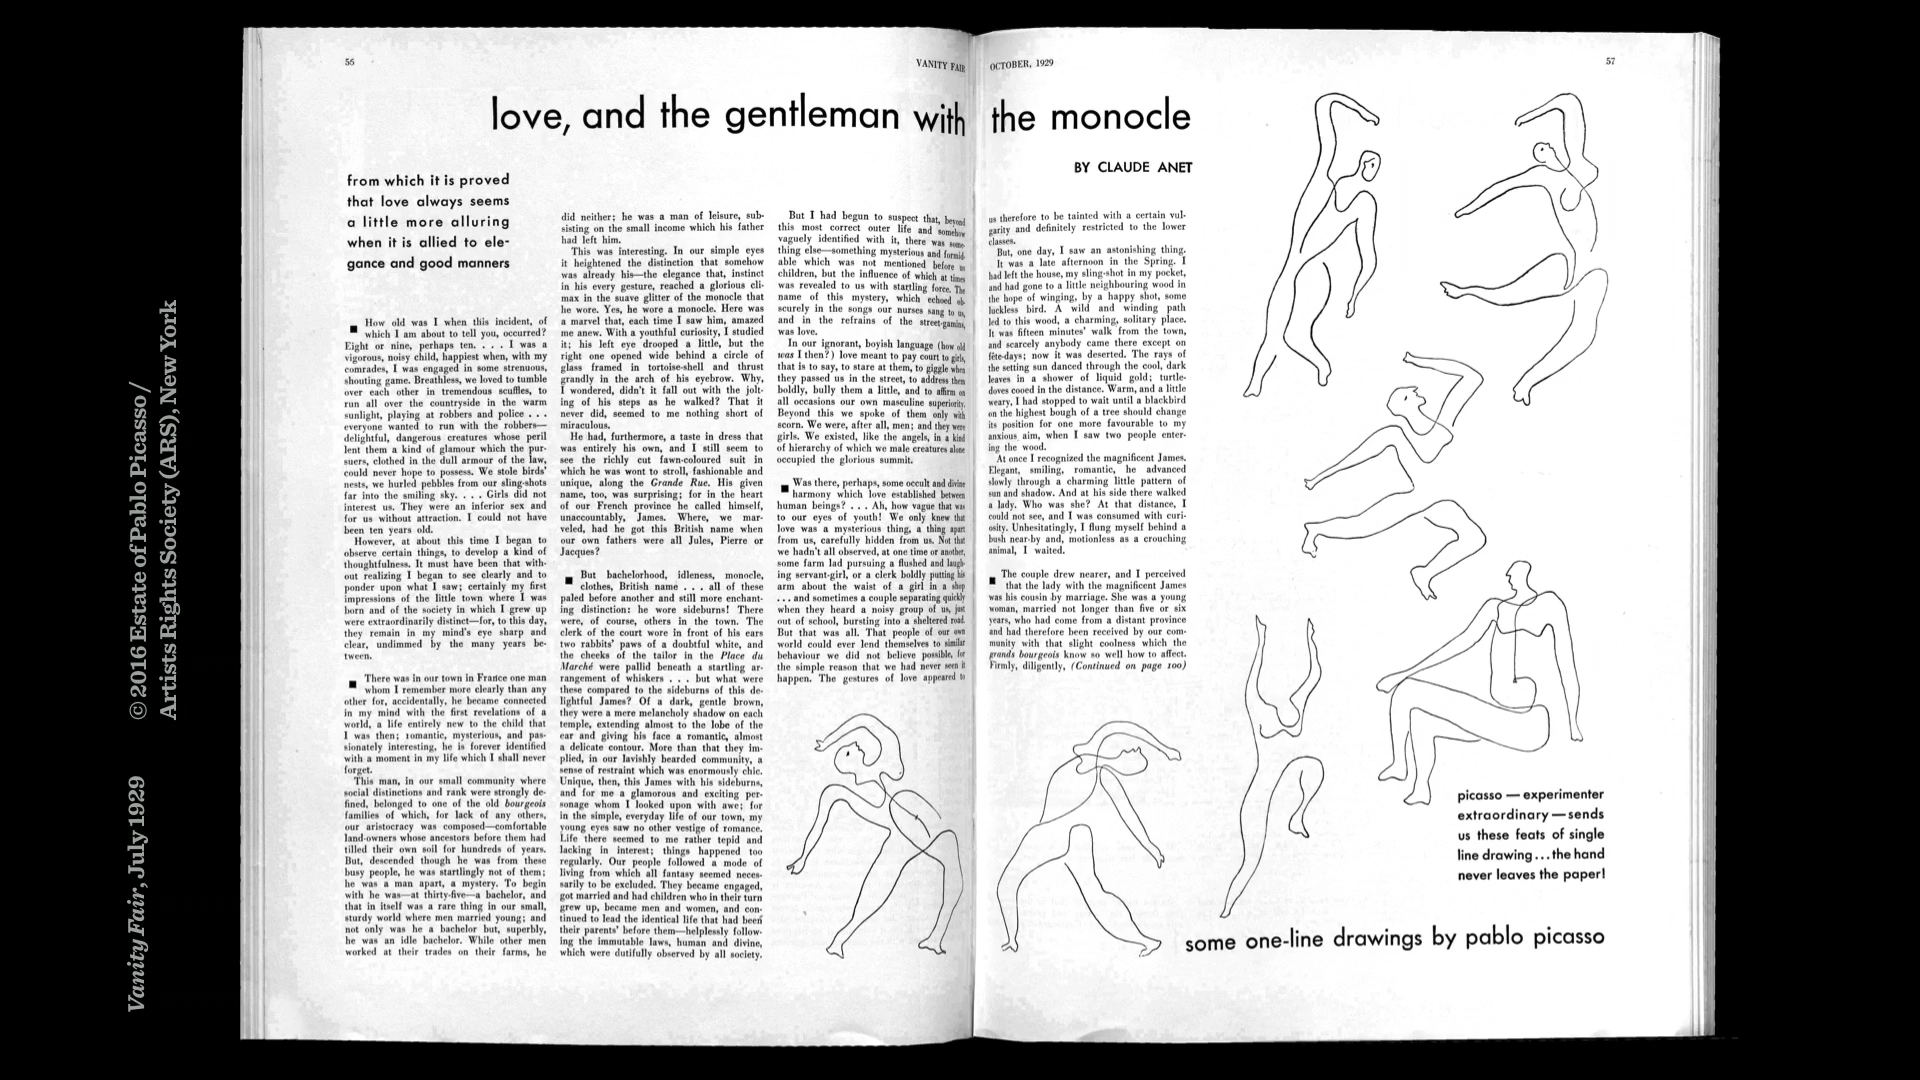 © 2016 Estate of Pablo Picasso /
Artists Rights Society (ARS), New York
Vanity Fair, July 1929
56
VANITY FAIR
OCTOBER, 1929
57
love, and the gentleman with the monocle
BY CLAUDE ANET
from which it is proved
that love always seems
a little more alluring
when it is allied to ele-
gance and good manners
■ How old was I when this incident, of
which I am about to tell you, occurred?
Eight or nine, perhaps ten. . . . I was a
vigorous, noisy child, happiest when, with my
comrades, I was engaged in some strenuous,
shouting game. Breathless, we loved to tumble
over each other in tremendous scuffles, to
run all over the countryside in the warm
sunlight, playing at robbers and police . . .
everyone wanted to run with the robbers—
delightful, dangerous creatures whose peril
lent them a kind of glamour which the pur-
suers, clothed in the dull armour of the law,
could never hope to possess. We stole birds'
nests, we hurled pebbles from our sling-shots
far into the smiling sky. . . . Girls did not
interest us. They were an inferior sex and
for us without attraction. I could not have
been ten years old.
However, at about this time I began to
observe certain things, to develop a kind of
thoughtfulness. It must have been that with-
out realizing I began to see clearly and to
ponder upon what I saw; certainly my first
impressions of the little town where I was
born and of the society in which I grew up
were extraordinarily distinct—for, to this day,
they remain in my mind's eye sharp and
clear, undimmed by the many years be-
tween.
■ There was in our town in France one man
whom I remember more clearly than any
other for, accidentally, he became connected
in my mind with the first revelations of a
world, a life entirely new to the child that
I was then; romantic, mysterious, and pas-
sionately interesting, he is forever identified
with a moment in my life which I shall never
forget.
This man, in our small community where
social distinctions and rank were strongly de-
fined, belonged to one of the old bourgeois
families of which, for lack of any others,
our aristocracy was composed—comfortable
land-owners whose ancestors before them had
tilled their own soil for hundreds of years.
But, descended though he was from these
busy people, he was startlingly not of them;
he was a man apart, a mystery. To begin
with he was—at thirty-five—a bachelor, and
that in itself was a rare thing in our small,
sturdy world where men married young; and
not only was he a bachelor but, superbly,
he was an idle bachelor. While other men
worked at their trades on their farms, he
did neither; he was a man of leisure, sub-
sisting on the small income which his father
had left him.
This was interesting. In our simple eyes
it heightened the distinction that somehow
was already his—the elegance that, instinct
in his every gesture, reached a glorious cli-
max in the suave glitter of the monocle that
he wore. Yes, he wore a monocle. Here was
a marvel that, each time I saw him, amazed
me anew. With a youthful curiosity, I studied
it; his left eye drooped a little, but the
right one opened wide behind a circle of
glass framed in tortoise-shell and thrust
grandly in the arch of his eyebrow. Why,
I wondered, didn't it fall out with the jolt-
ing of his steps as he walked? That it
never did, seemed to me nothing short of
miraculous.
He had, furthermore, a taste in dress that
was entirely his own, and I still seem to
see the richly cut fawn-coloured suit in
which he was wont to stroll, fashionable and
unique, along the Grande Rue. His given
name, too, was surprising; for in the heart
of our French province he called himself,
unaccountably, James. Where, we mar-
veled, had he got this British name when
our own fathers were all Jules, Pierre or
Jacques?
■ But bachelorhood, idleness, monocle,
clothes, British name . . . all of these
paled before another and still more enchant-
ing distinction: he wore sideburns! There
were, of course, others in the town. The
clerk of the court wore in front of his ears
two rabbits' paws of a doubtful white, and
the cheeks of the tailor in the Place du
Marché were pallid beneath a startling ar-
rangement of whiskers . . . but what were
these compared to the sideburns of this de-
lightful James? Of a dark, gentle brown,
they were a mere melancholy shadow on each
temple, extending almost to the lobe of the
ear and giving his face a romantic, almost
a delicate contour. More than that they im-
plied, in our lavishly bearded community, a
sense of restraint which was enormously chic.
Unique, then, this James with his sideburns,
and for me a glamorous and exciting per-
sonage whom I looked upon with awe; for
in the simple, everyday life of our town, my
young eyes saw no other vestige of romance.
Life there seemed to me rather tepid and
lacking in interest; things happened too
regularly. Our people followed a mode of
living from which all fantasy seemed neces-
sarily to be excluded. They became engaged,
got married and had children who in their turn
grew up, became men and women, and con-
tinued to lead the identical life that had been
their parents' before them—helplessly follow-
ing the immutable laws, human and divine,
which were dutifully observed by all society.
But I had begun to suspect that, beyond
this most correct outer life and somehow
vaguely identified with it, there was some-
thing else—something mysterious and formid-
able which was not mentioned before us
children, but the influence of which at times
was revealed to us with startling force. The
name of this mystery, which echoed ob-
scurely in the songs our nurses sang to us,
and in the refrains of the street-gamins,
was love.
In our ignorant, boyish language (how old
was I then?) love meant to pay court to girls,
that is to say, to stare at them, to giggle when
they passed us in the street, to address them
boldly, bully them a little, and to affirm on
all occasions our own masculine superiority.
Beyond this we spoke of them only with
scorn. We were, after all, men; and they were
girls. We existed, like the angels, in a kind
of hierarchy of which we male creatures alone
occupied the glorious summit.
■ Was there, perhaps, some occult and divine
harmony which love established between
human beings? . . . Ah, how vague that was
to our eyes of youth! We only knew that
love was a mysterious thing, a thing apart
from us, carefully hidden from us. Not that
we hadn't all observed, at one time or another,
some farm lad pursuing a flushed and laugh-
ing servant-girl, or a clerk boldly putting his
arm about the waist of a girl in a shop
. . . and sometimes a couple separating quickly
when they heard a noisy group of us, just
out of school, bursting into a sheltered road.
But that was all. That people of our own
world could ever lend themselves to similar
behaviour we did not believe possible, for
the simple reason that we had never seen it
happen. The gestures of love appeared to
us therefore to be tainted with a certain vul-
garity and definitely restricted to the lower
classes.
But, one day, I saw an astonishing thing.
It was a late afternoon in the Spring. I
had left the house, my sling-shot in my pocket,
and had gone to a little neighbouring wood in
the hope of winging, by a happy shot, some
luckless bird. A wild and winding path
led to this wood, a charming, solitary place.
It was fifteen minutes' walk from the town,
and scarcely anybody came there except on
fête-days; now it was deserted. The rays of
the setting sun danced through the cool, dark
leaves in a shower of liquid gold; turtle-
doves cooed in the distance. Warm, and a little
weary, I had stopped to wait until a blackbird
on the highest bough of a tree should change
its position for one more favourable to my
anxious aim, when I saw two people enter-
ing the wood.
At once I recognized the magnificent James.
Elegant, smiling, romantic, he advanced
slowly through a charming little pattern of
sun and shadow. And at his side there walked
a lady. Who was she? At that distance, I
could not see, and I was consumed with curi-
osity. Unhesitatingly, I flung myself behind a
bush near-by and, motionless as a crouching
animal, I waited.
■ The couple drew nearer, and I perceived
that the lady with the magnificent James
was his cousin by marriage. She was a young
woman, married not longer than five or six
years, who had come from a distant province
and had therefore been received by our com-
munity with that slight coolness which the
grands bourgeois know so well how to affect.
Firmly, diligently, (Continued on page 100)
picasso — experimenter
extraordinary — sends
us these feats of single
line drawing . . . the hand
never leaves the paper!
some one-line drawings by pablo picasso